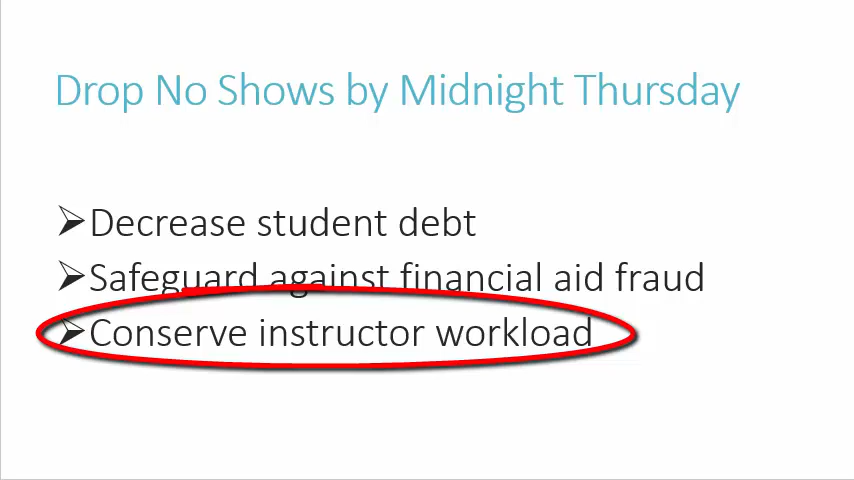 Drop No Shows by Midnight Thursday
Decrease student debt
Safeguard against financial aid fraud
Conserve instructor workload